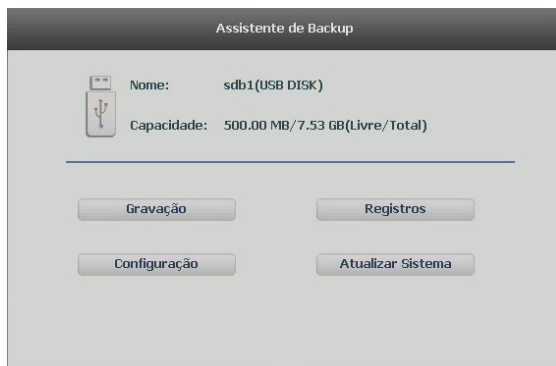 Assistente de Backup
Nome: sdb1(USB DISK)
Capacidade: 500.00 MB/7.53 GB(Livre/Total)
Gravação Registros
Configuração Atualizar Sistema